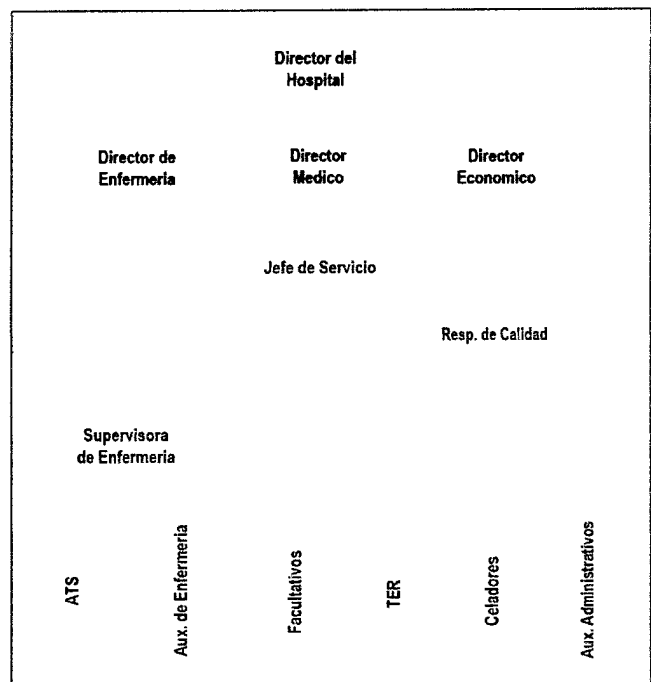 Director del
Hospital
Director de
Enfermeria
Director
Medico
Director
Economico
Jefe de Servicio
Resp. de Calidad
Supervisora
de Enfermeria
ATS
Aux. de Enfermeria
Facultativos
TER
Celadores
Aux. Administrativos